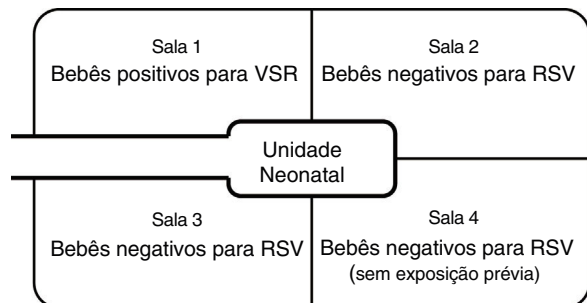 Sala 1
Bebês positivos para VSR
Sala 2
Bebês negativos para RSV
Unidade
Neonatal
Sala 3
Bebês negativos para RSV
Sala 4
Bebês negativos para RSV
(sem exposição prévia)